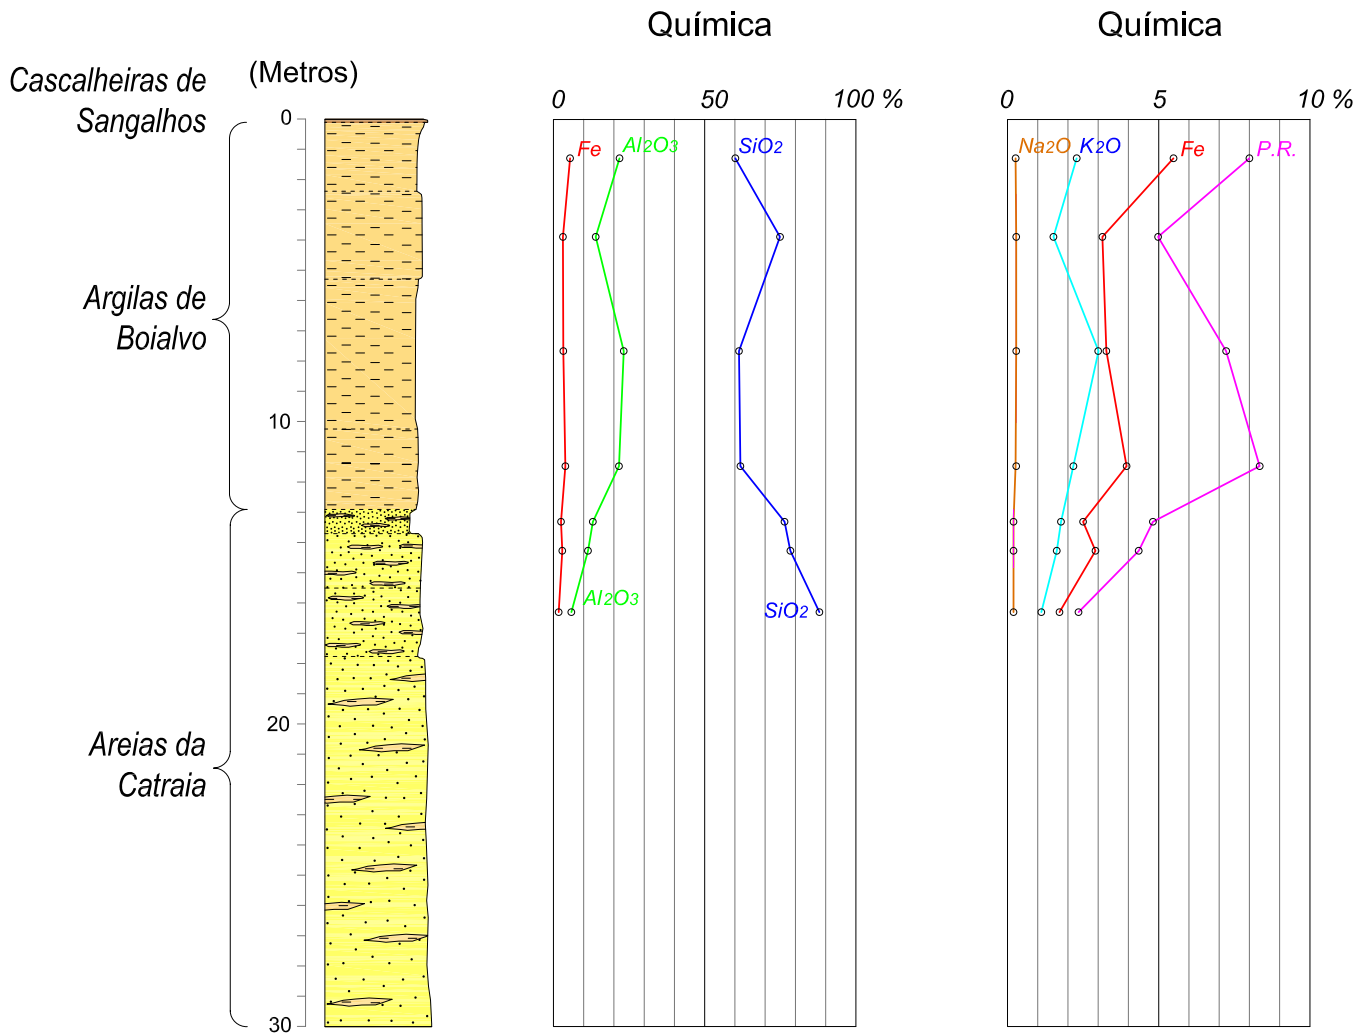 Química
Química
Cascalheiras de
Sangalhos
(Metros)
0 50 100 %
0 5 10 %
0
Fe Al2O3 SiO2
Na2O K2O Fe P.R.
Argilas de
Boialvo
10
Al2O3 SiO2
20
Areias da
Catraia
30